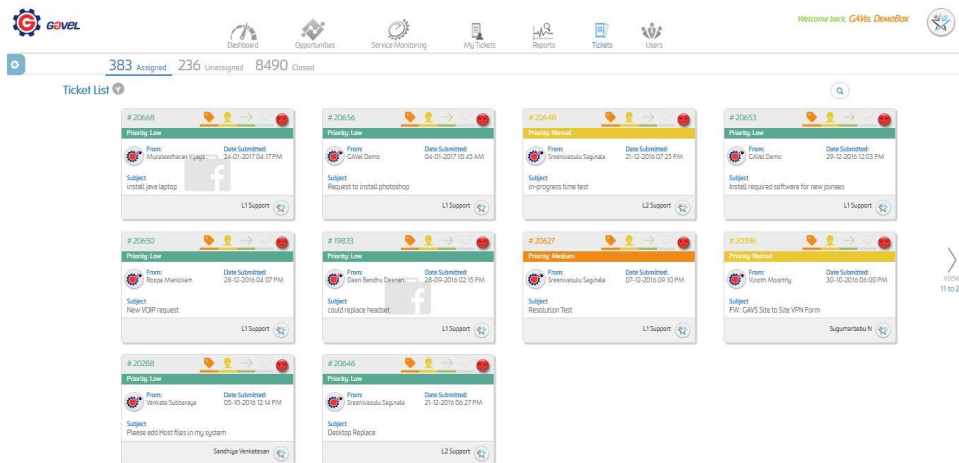 GAVEL
Welcome back, GAVel DemoBox
Dashboard Opportunities Service Monitoring My Tickets Reports Tickets Users
383 Assigned 236 Unassigned 8490 Closed
Ticket List
#20668
Priority: Low
From: Date Submitted:
Muraleedharan Vijaya 24-01-2017 04:17 PM
Subject
install java laptop
L1 Support
#20656
Priority: Low
From: Date Submitted:
GAVel Demo 04-01-2017 10:45 AM
Subject
Request to install photoshop
L1 Support
#20648
Priority: Normal
From: Date Submitted:
Sreenivasulu Saginala 21-12-2016 07:25 PM
Subject
in-progress time test
L2 Support
#20653
Priority: Low
From: Date Submitted:
GAVel Demo 29-12-2016 12:03 PM
Subject
Install required software for new joinees
L1 Support
#20650
Priority: Low
From: Date Submitted:
Roopa Manickam 28-12-2016 04:07 PM
Subject
New VOIP request
L1 Support
#19833
Priority: Low
From: Date Submitted:
Deen Bandhu 28-09-2016 02:15 PM
Subject
could replace headset
L1 Support
#20627
Priority: Medium
From: Date Submitted:
Sreenivasulu Saginala 07-12-2016 09:10 PM
Subject
Resolution Test
L1 Support
#20396
Priority: Normal
From: Date Submitted:
Vinoth Moorthy 30-10-2016 06:00 PM
Subject
FW: GAVS Site to Site VPN Form
Sugumarbabu N
#20288
Priority: Low
From: Date Submitted:
Venkata Subbaraya 05-10-2016 12:14 PM
Subject
Please add Host files in my system
Sandhiya Venkatesan
#20646
Priority: Low
From: Date Submitted:
Sreenivasulu Saginala 21-12-2016 06:27 PM
Subject
Desktop Replace
L2 Support
VIEW
11 to 2